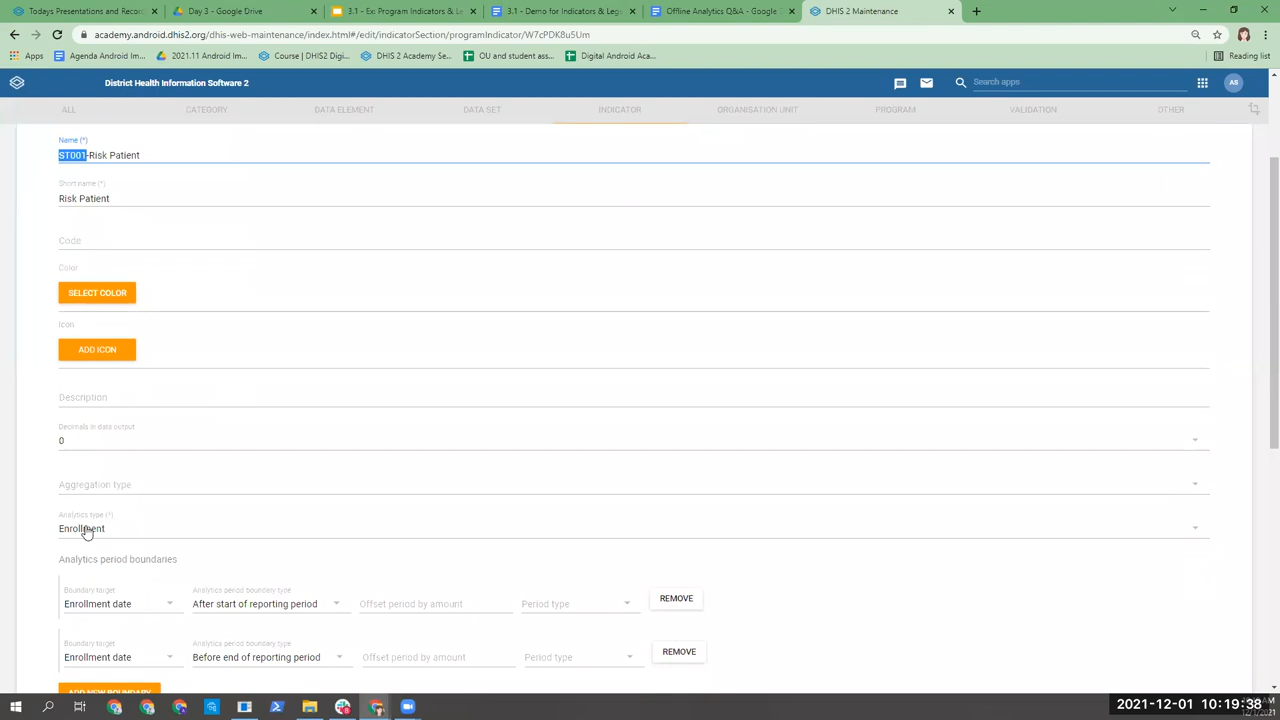 Todays Presentations and Recor
Day 3 - Google Drive
3.1 - Ex: Program Indicators & Le
3.1 - Demo for Indicators & Leg
Offline Analytics Q&A - Google
DHIS 2 Maintenance
academy.android.dhis2.org/dhis-web-maintenance/index.html#/edit/indicatorSection/programIndicator/W7cPDK8u5Um
Apps
Agenda Android Im...
2021.11 Android Im...
Course | DHIS2 Digi...
DHIS 2 Academy Se...
OU and student ass...
Digital Android Aca...
Reading list
District Health Information Software 2
Search apps
AS
ALL
CATEGORY
DATA ELEMENT
DATA SET
INDICATOR
ORGANISATION UNIT
PROGRAM
VALIDATION
OTHER
Name (*)
ST001-Risk Patient
Short name (*)
Risk Patient
Code
Color
SELECT COLOR
Icon
ADD ICON
Description
Decimals in data output
0
Aggregation type
Analytics type (*)
Enrollment
Analytics period boundaries
Boundary target
Analytics period boundary type
Enrollment date
After start of reporting period
Offset period by amount
Period type
REMOVE
Boundary target
Analytics period boundary type
Enrollment date
Before end of reporting period
Offset period by amount
Period type
REMOVE
ADD NEW BOUNDARY
2021-12-01 10:19:38
12/1/2021